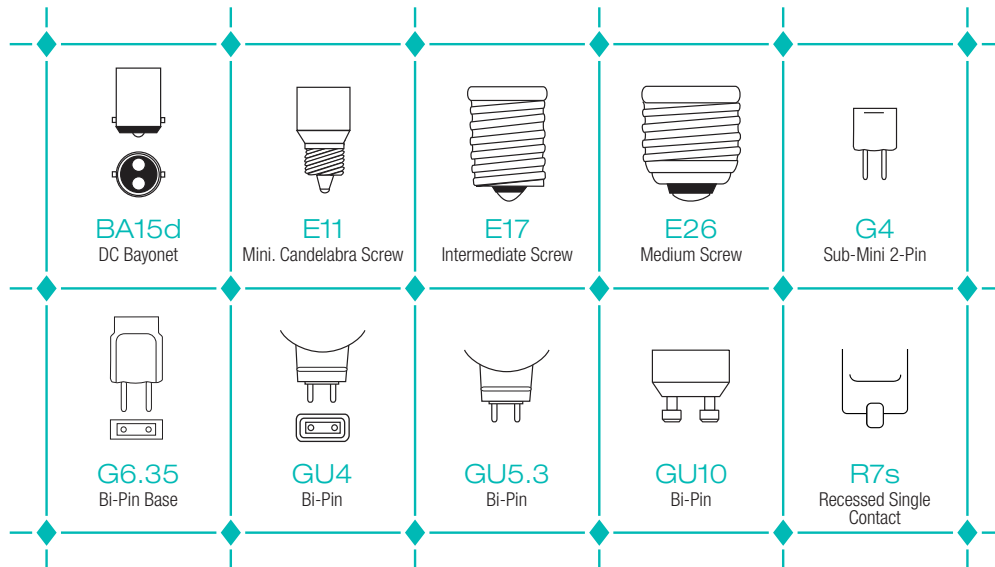 BA15d
DC Bayonet
E11
Mini. Candelabra Screw
E17
Intermediate Screw
E26
Medium Screw
G4
Sub-Mini 2-Pin
G6.35
Bi-Pin Base
GU4
Bi-Pin
GU5.3
Bi-Pin
GU10
Bi-Pin
R7s
Recessed Single
Contact